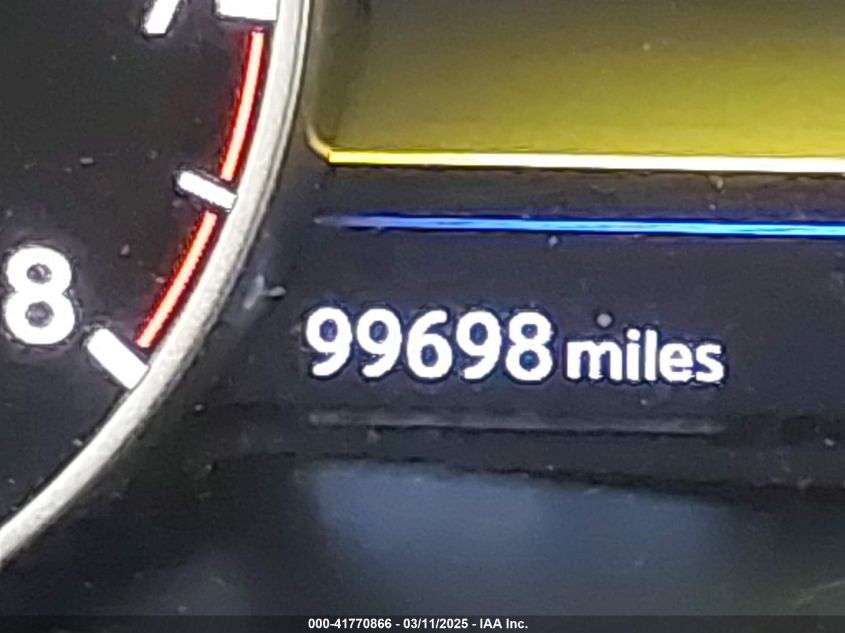 8
99698 miles
000-41770866 - 03/11/2025 - IAA Inc.